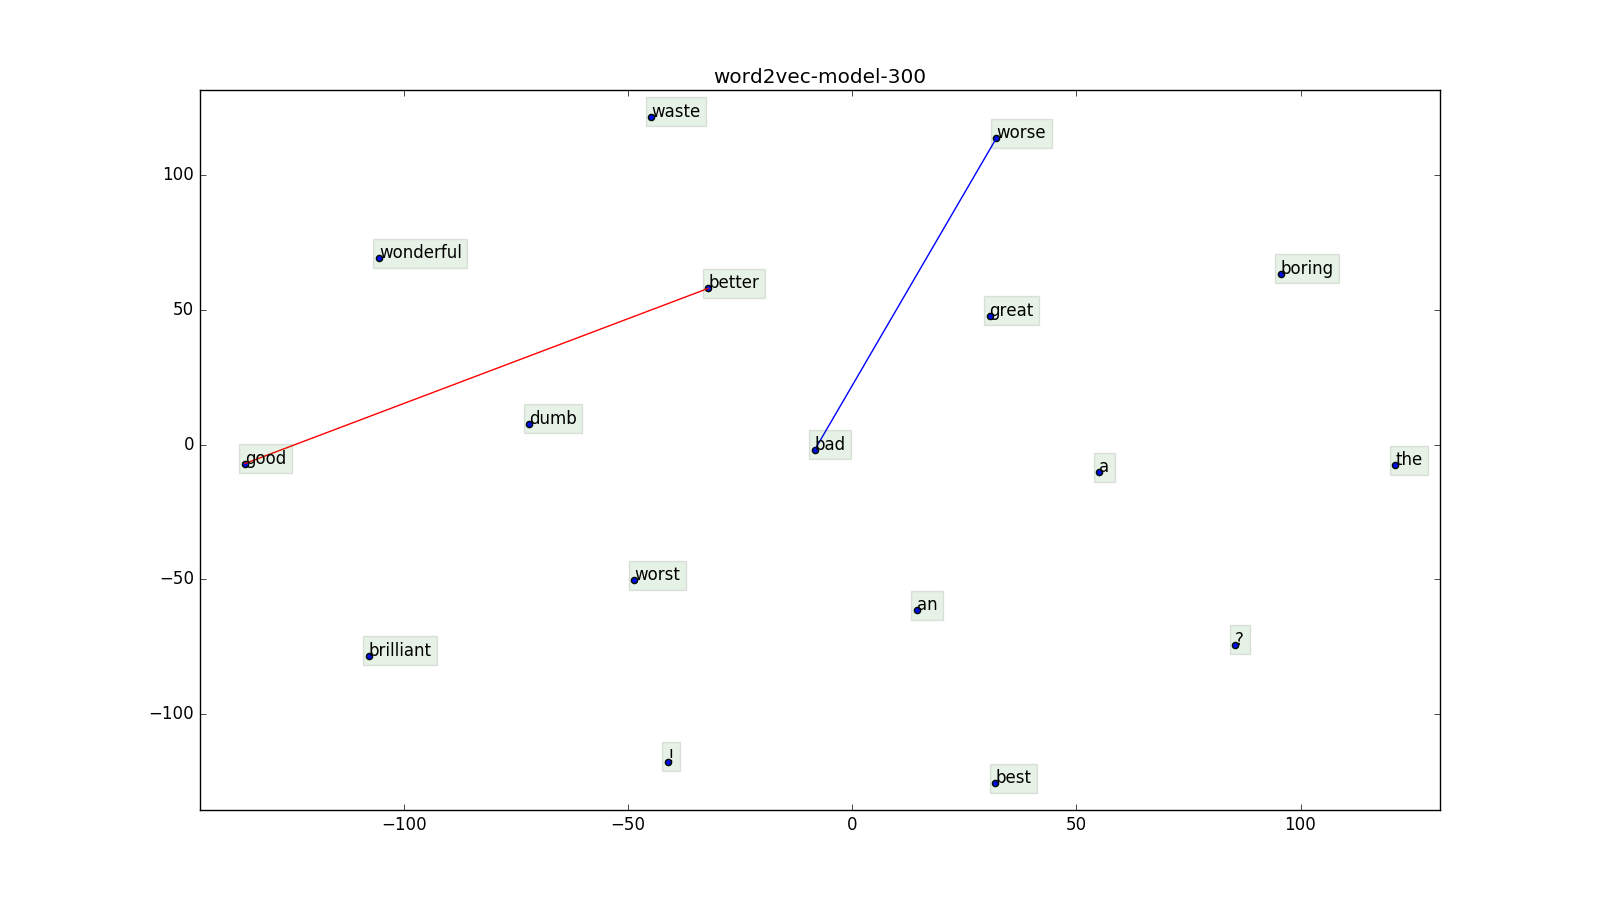 word2vec-model-300
waste
worse
100
wonderful
boring
better
50
great
dumb
0
bad
good
a
the
−50
worst
an
?
brilliant
−100
!
best
−100
−50
0
50
100